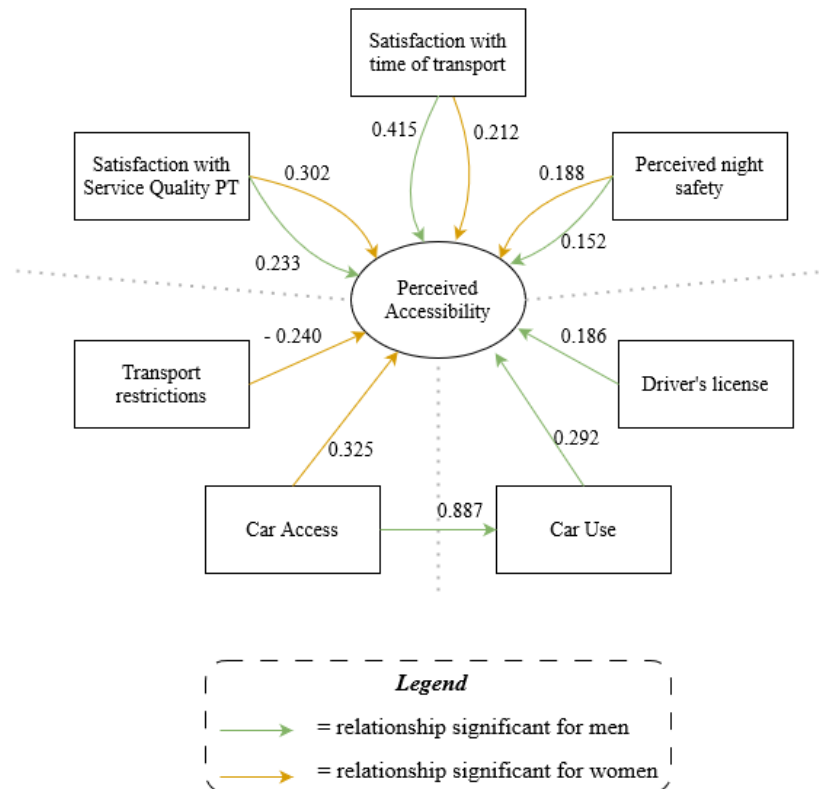 Satisfaction with
time of transport
0.415
0.212
Satisfaction with
Service Quality PT
0.302
0.233
Perceived night
safety
0.188
0.152
Perceived
Accessibility
- 0.240
Transport
restrictions
0.186
Driver's license
0.325
0.292
Car Access
0.887
Car Use
Legend
= relationship significant for men
= relationship significant for women